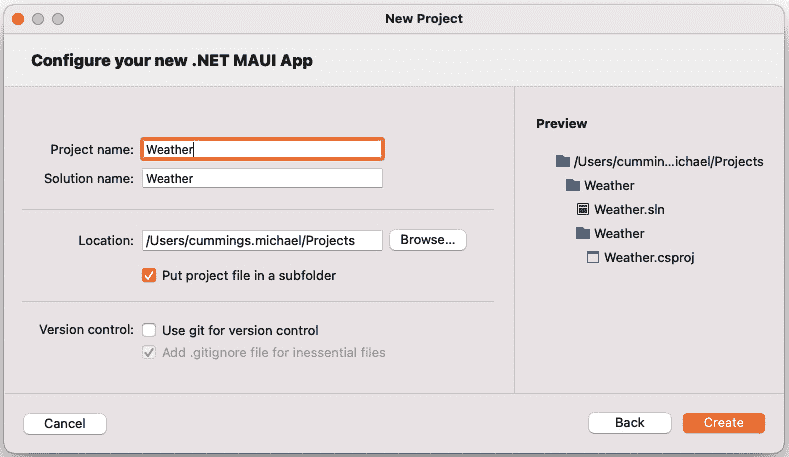 New Project
Configure your new .NET MAUI App
Project name: Weather
Solution name: Weather
Location: /Users/cummings.michael/Projects Browse...
Put project file in a subfolder
Version control: Use git for version control
Add .gitignore file for inessential files
Preview
/Users/cummin...ichael/Projects
Weather
Weather.sln
Weather
Weather.csproj
Cancel
Back
Create